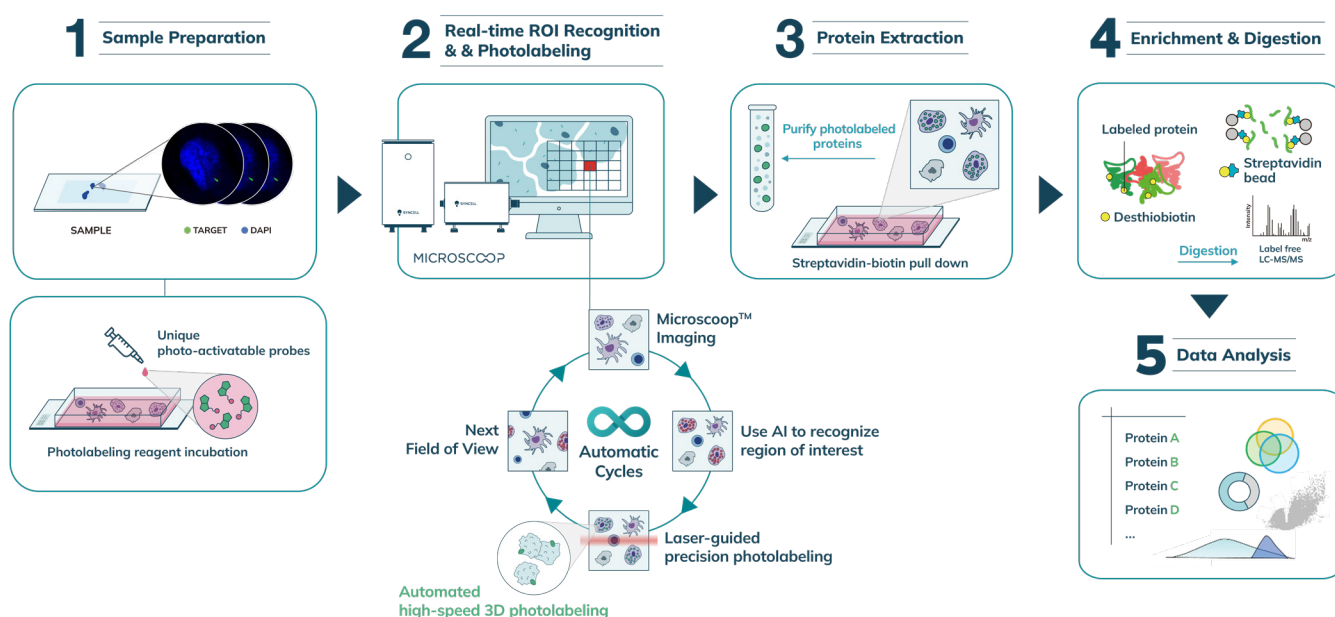 1 Sample Preparation
SAMPLE
TARGET DAPI
Unique
photo-activatable probes
Photolabeling reagent incubation
2 Real-time ROI Recognition
& & Photolabeling
SYNCELL
SYNCELL
MICROSCOOP
Microscoop™
Imaging
Use AI to recognize
region of interest
Laser-guided
precision photolabeling
Next
Field of View
Automatic
Cycles
Automated
high-speed 3D photolabeling
3 Protein Extraction
Purify photolabeled
proteins
Streptavidin-biotin pull down
4 Enrichment & Digestion
Labeled protein
Desthiobiotin
Streptavidin
bead
Digestion
Intensity
m/z
Label free
LC-MS/MS
5 Data Analysis
Protein A
Protein B
Protein C
Protein D
...